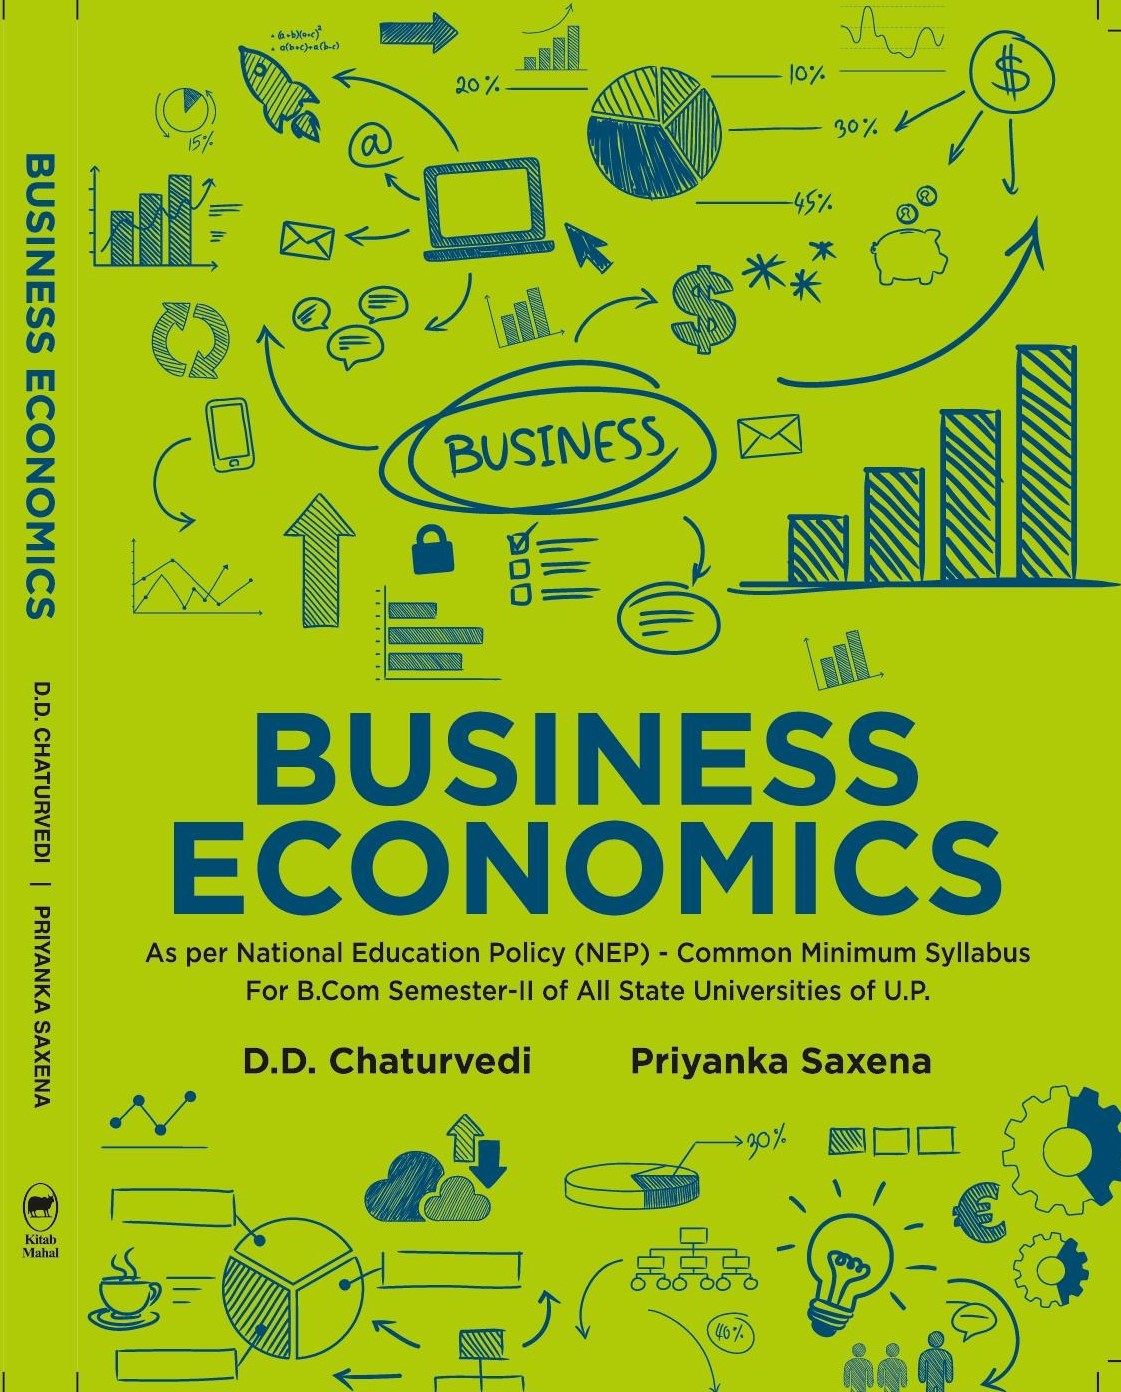 BUSINESS ECONOMICS
D.D. CHATURVEDI | PRIYANKA SAXENA
Kitab
Mahal
15%
@
20%
10%
30%
45%
$
$
BUSINESS
BUSINESS
ECONOMICS
As per National Education Policy (NEP) - Common Minimum Syllabus
For B.Com Semester-II of All State Universities of U.P.
D.D. Chaturvedi Priyanka Saxena
30%
€
40%